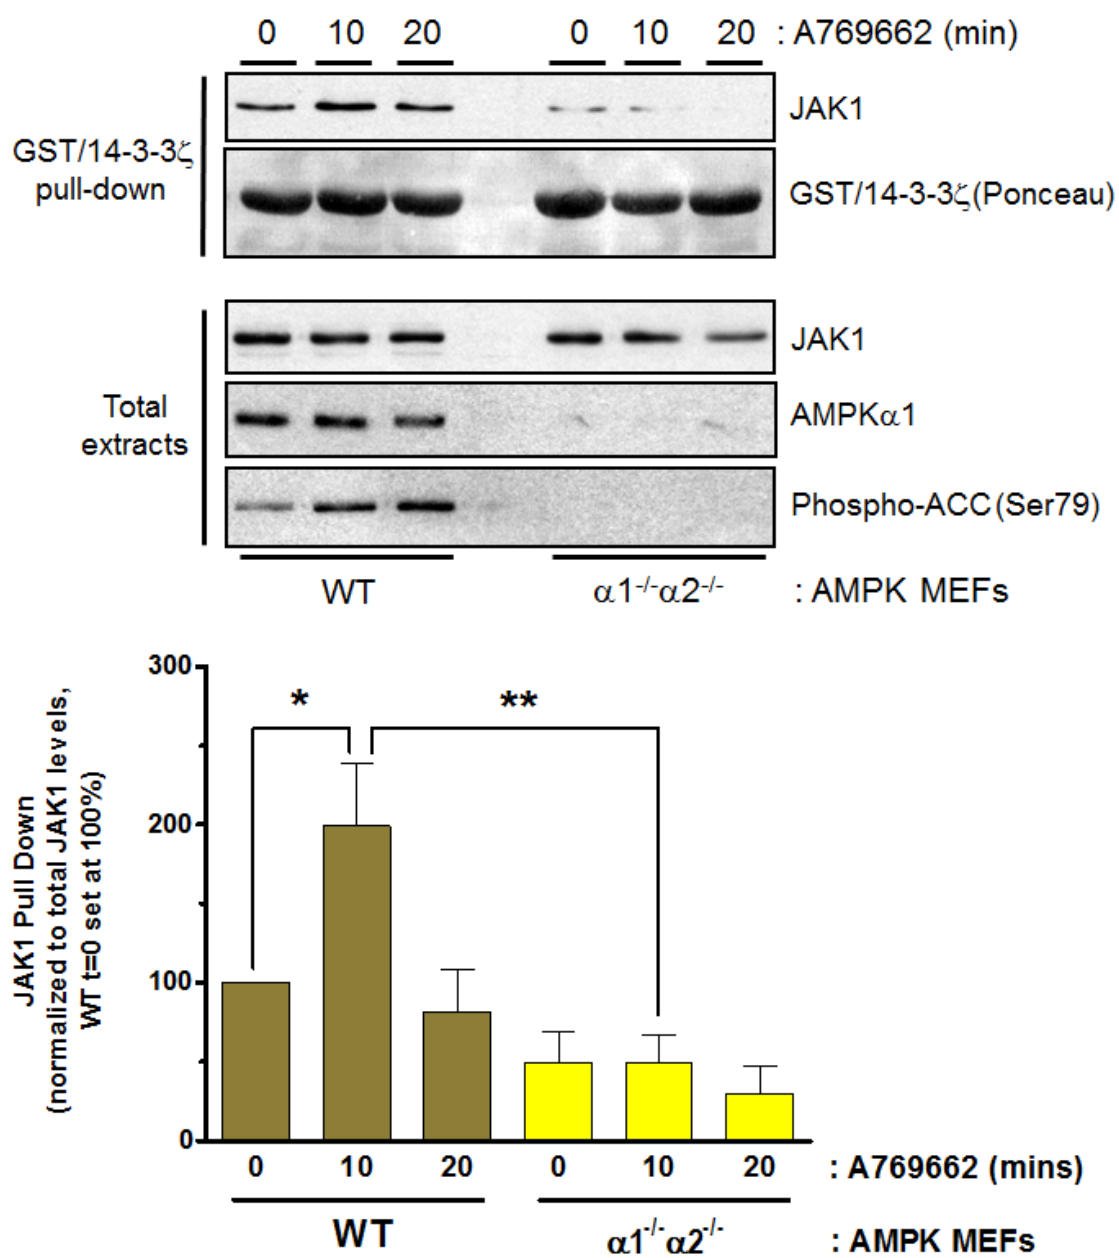 0 10 20 0 10 20 : A769662 (min)
JAK1
GST/14-3-3ζ
pull-down
GST/14-3-3ζ(Ponceau)
JAK1
Total
extracts
AMPKα1
Phospho-ACC(Ser79)
WT α1-/-α2-/- : AMPK MEFs
JAK1 Pull Down
(normalized to total JAK1 levels,
WT t=0 set at 100%)
300
* **
200
100
0
0 10 20 0 10 20 : A769662 (mins)
WT α1-/-α2-/- : AMPK MEFs